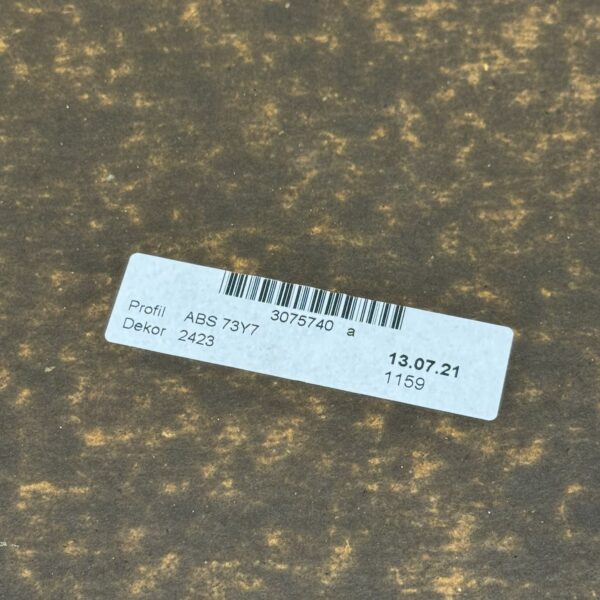 3075740 a
Profil ABS 73Y7
Dekor 2423
13.07.21
1159